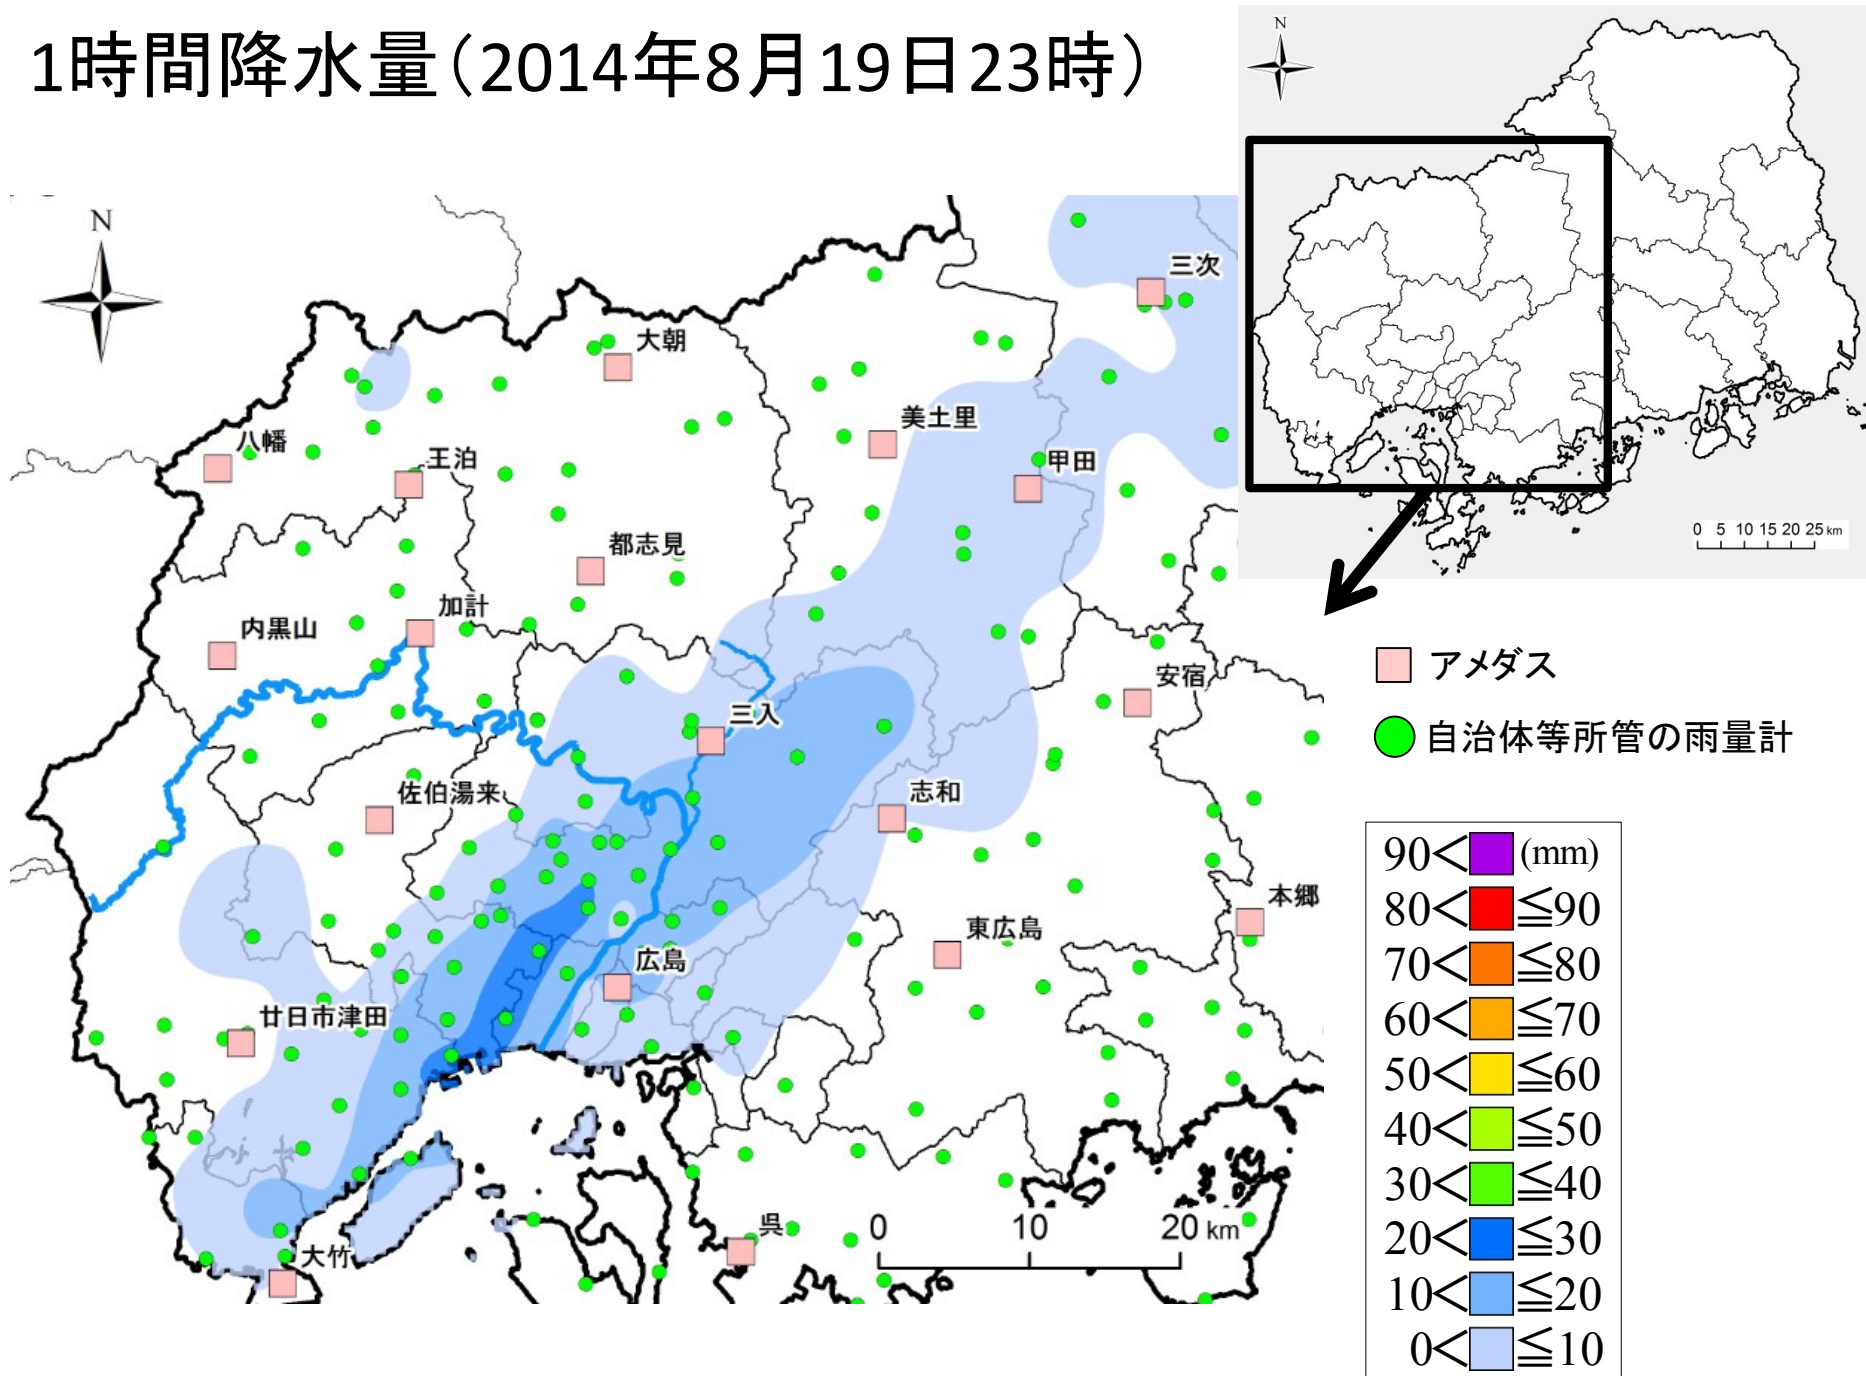 1時間降水量（2014年8月19日23時）
N
0 5 10 15 20 25 km
N
三次
大朝
美土里
八幡
王泊
甲田
都志見
加計
内黒山
安宿
三入
佐伯湯来
志和
本郷
東広島
広島
廿日市津田
呉
大竹
0 10 20 km
アメダス
自治体等所管の雨量計
90< (mm)
80< ≦90
70< ≦80
60< ≦70
50< ≦60
40< ≦50
30< ≦40
20< ≦30
10< ≦20
0< ≦10